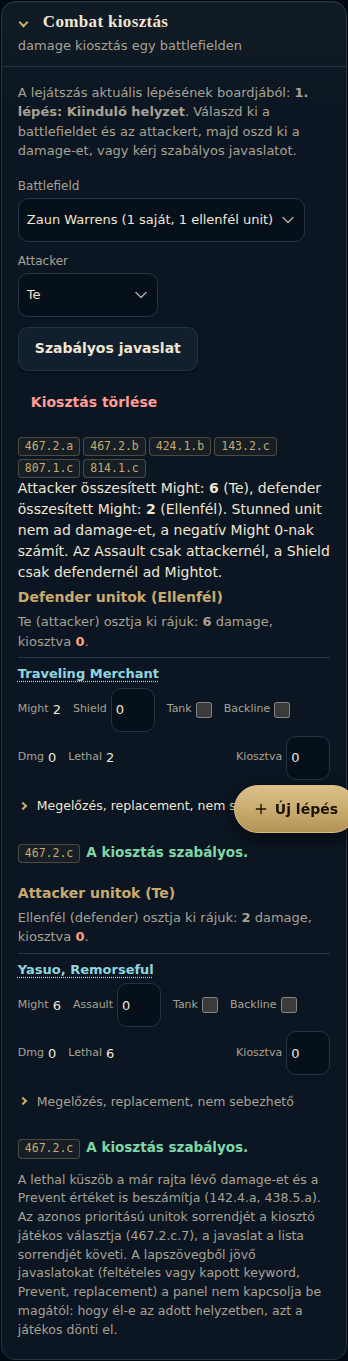 Combat kiosztás
damage kiosztás egy battlefielden
A lejátszás aktuális lépésének boardjából: 1.
lépés: Kiinduló helyzet. Válaszd ki a
battlefieldet és az attackert, majd oszd ki a
damage-et, vagy kérj szabályos javaslatot.
Battlefield
Zaun Warrens (1 saját, 1 ellenfél unit)
Attacker
Te
Szabályos javaslat
Kiosztás törlése
467.2.a 467.2.b 424.1.b 143.2.c
807.1.c 814.1.c
Attacker összesített Might: 6 (Te), defender
összesített Might: 2 (Ellenfél). Stunned unit
nem ad damage-et, a negatív Might 0-nak
számít. Az Assault csak attackernél, a Shield
csak defendernél ad Mightot.
Defender unitok (Ellenfél)
Te (attacker) osztja ki rájuk: 6 damage,
kiosztva 0.
Traveling Merchant
Might 2 Shield 0 Tank Backline
Dmg 0 Lethal 2 Kiosztva 0
Megelőzés, replacement, nem s
+ Új lépés
467.2.c A kiosztás szabályos.
Attacker unitok (Te)
Ellenfél (defender) osztja ki rájuk: 2 damage,
kiosztva 0.
Yasuo, Remorseful
Might 6 Assault 0 Tank Backline
Dmg 0 Lethal 6 Kiosztva 0
Megelőzés, replacement, nem sebezhető
467.2.c A kiosztás szabályos.
A lethal küszöb a már rajta lévő damage-et és a
Prevent értéket is beszámítja (142.4.a, 438.5.a).
Az azonos prioritású unitok sorrendjét a kiosztó
játékos választja (467.2.c.7), a javaslat a lista
sorrendjét követi. A lapszövegből jövő
javaslatokat (feltételes vagy kapott keyword,
Prevent, replacement) a panel nem kapcsolja be
magától: hogy él-e az adott helyzetben, azt a
játékos dönti el.